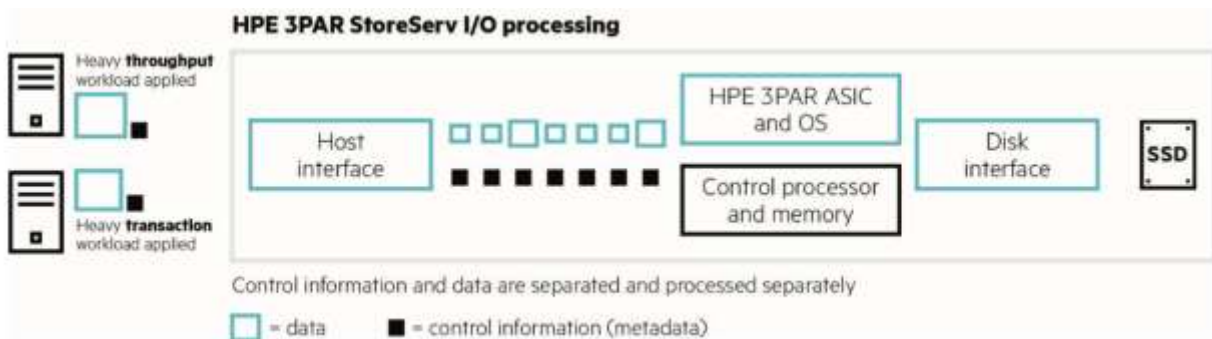 HPE 3PAR StoreServ I/O processing
Heavy throughput
workload applied
Heavy transaction
workload applied
Host
interface
HPE 3PAR ASIC
and OS
Control processor
and memory
Disk
interface
SSD
Control information and data are separated and processed separately
= data
= control information (metadata)